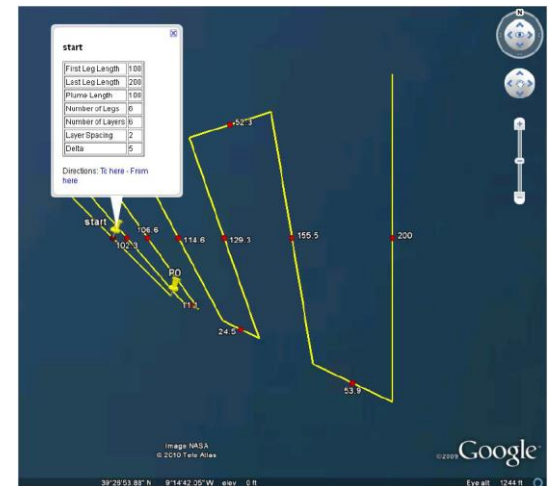 start
First Leg Length 100
Last Leg Length 200
Plume Length 100
Number of Legs 6
Number of Layers 6
Layer Spacing 2
Delta 5
Directions: To here - From
here
N
52.3
start
106.6
102.3
114.6
129.3
155.5
200
P0
24.5
53.9
Image NASA
© 2010 Tele Atlas
©2009 Google
39°28'53.88" N 9°14'42.05" W elev 0 ft
Eye alt 1244 ft